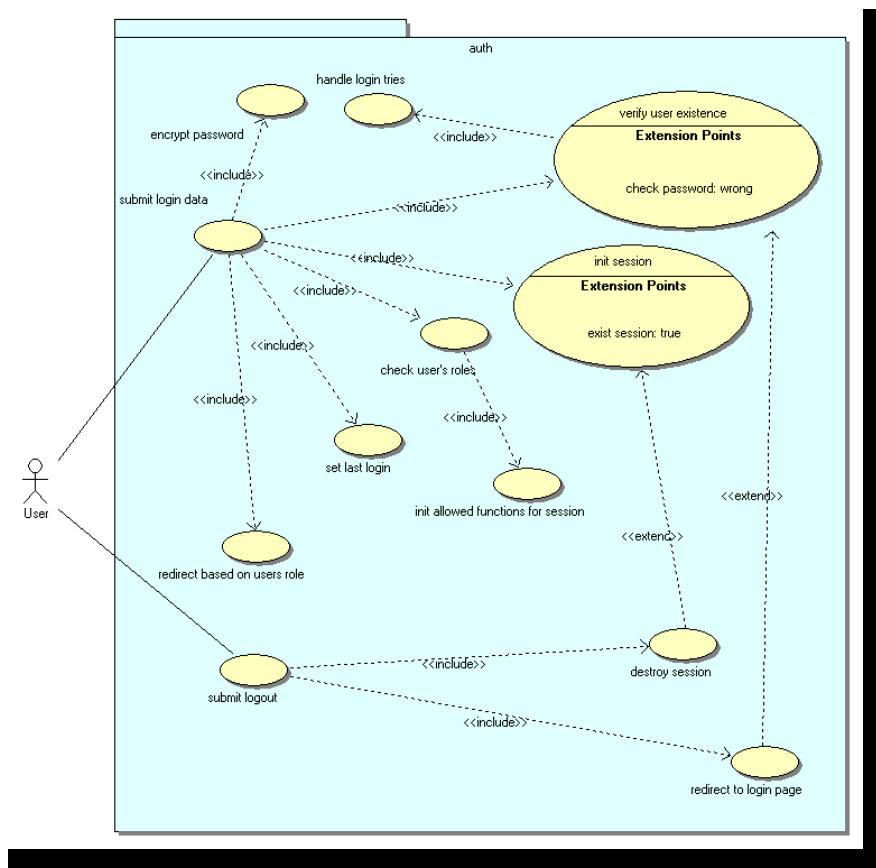 auth
handle login tries
verify user existence
Extension Points
check password: wrong
encrypt password
<<include>>
<<include>>
submit login data
<<include>>
<<include>>
init session
Extension Points
exist session: true
<<include>>
<<include>>
check user's roles
<<include>>
<<include>>
set last login
init allowed functions for session
<<extend>>
User
<<extend>>
redirect based on users role
<<include>>
destroy session
submit logout
<<include>>
redirect to login page